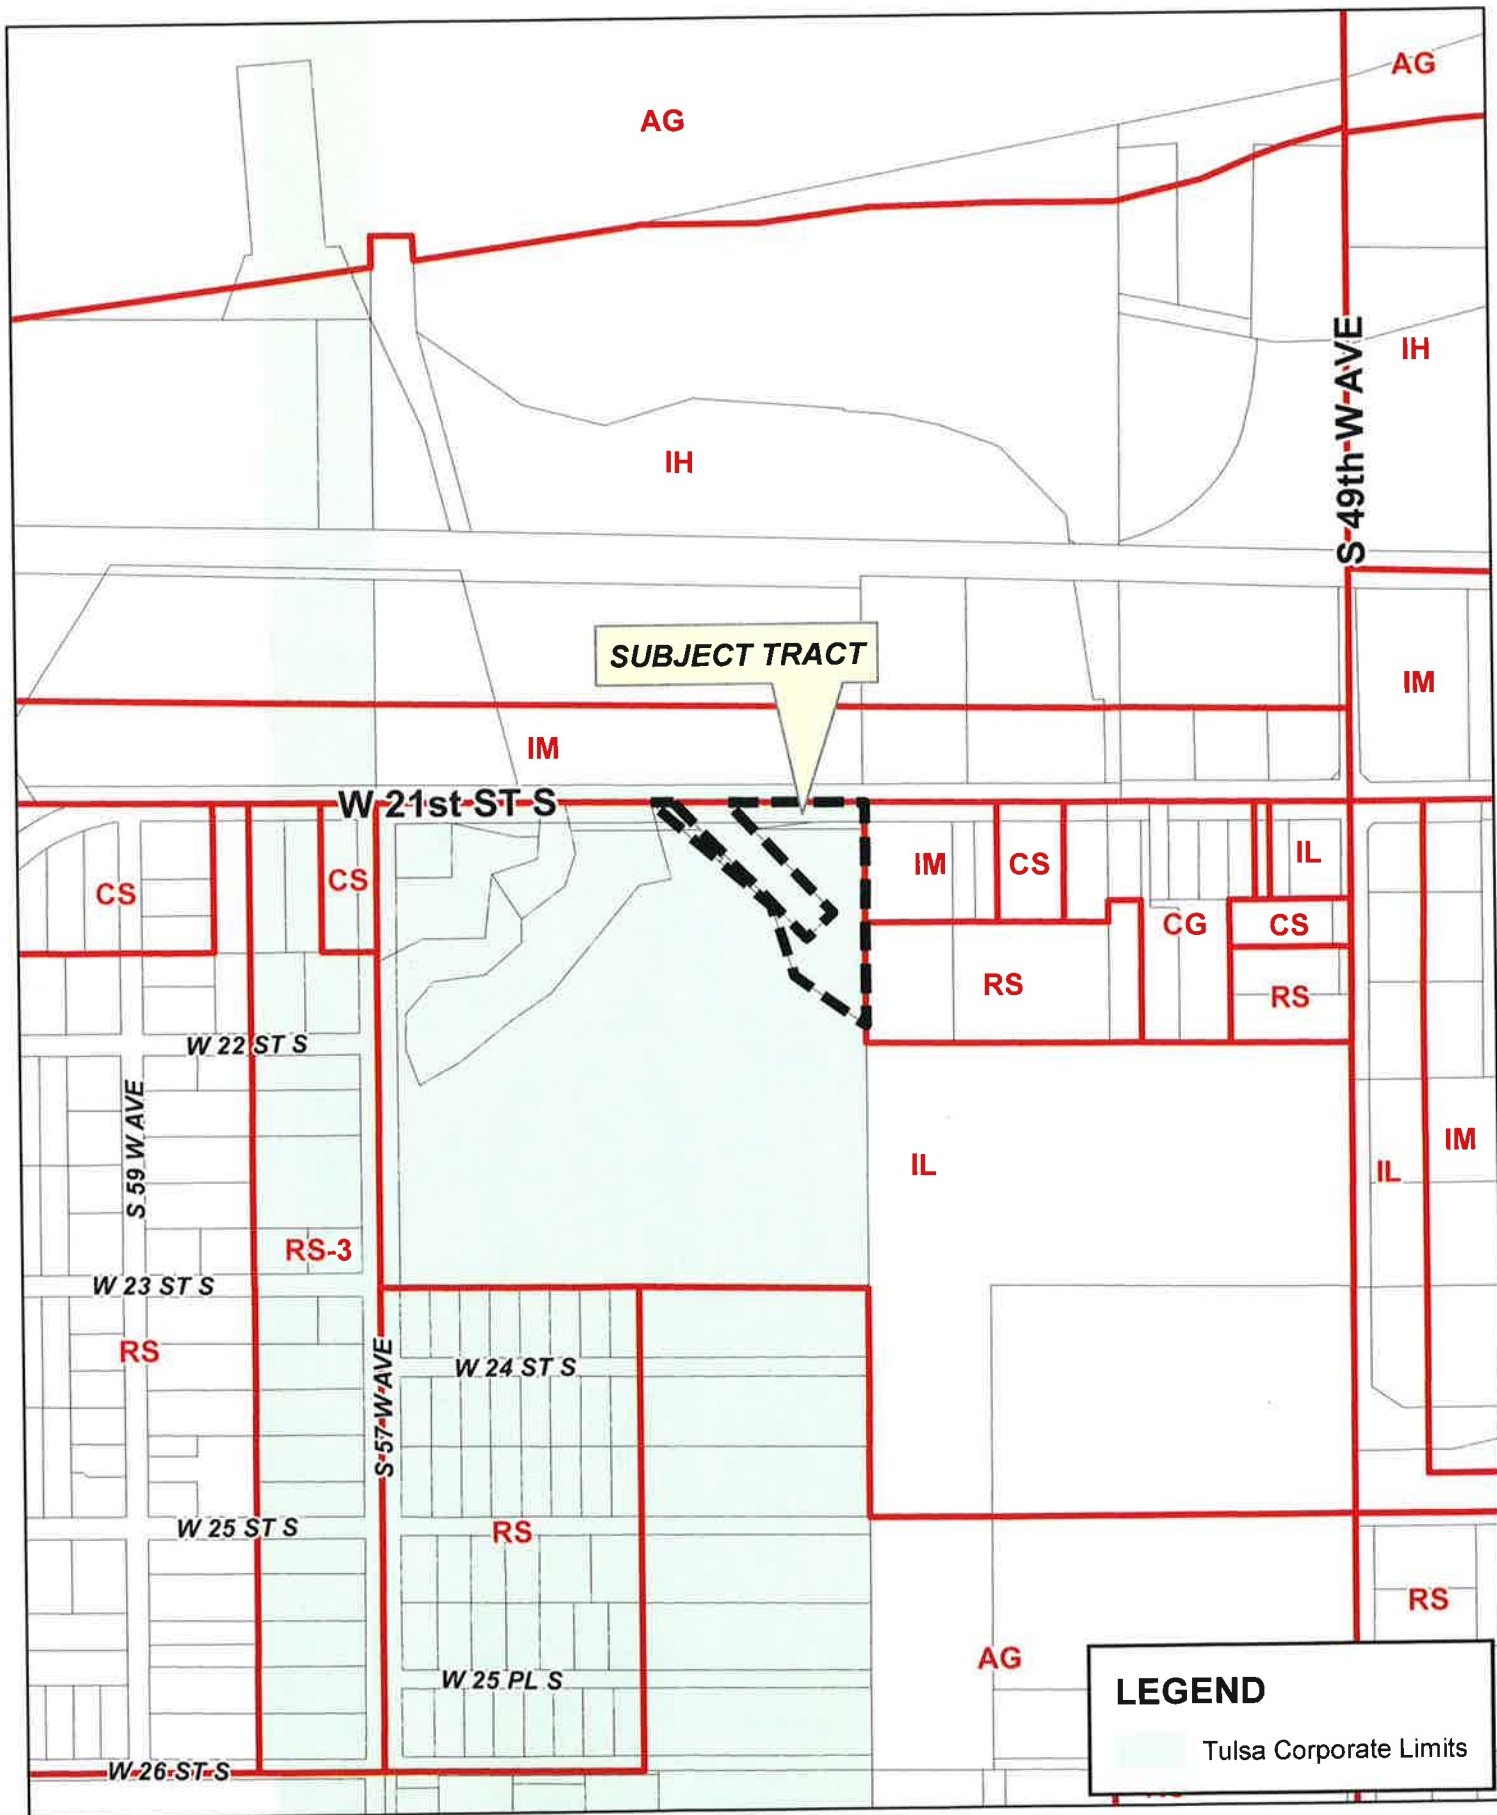 AG
AG
S 49th W AVE
IH
IH
SUBJECT TRACT
IM
IM
W 21st ST S
CS
CS
IM
CS
IL
CG
CS
RS
RS
W 22 ST S
S 59 W AVE
IL
IL
IM
RS-3
W 23 ST S
RS
S 57 W AVE
W 24 ST S
W 25 ST S
RS
RS
AG
W 25 PL S
W 26 ST S
LEGEND
Tulsa Corporate Limits